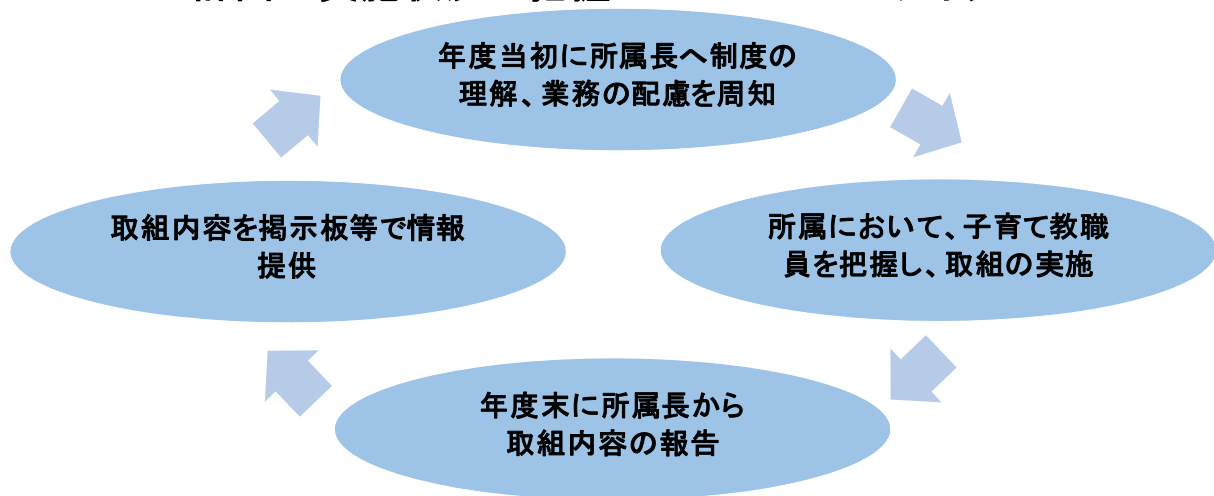 年度当初に所属長へ制度の
理解、業務の配慮を周知
所属において、子育て教職
員を把握し、取組の実施
年度末に所属長から
取組内容の報告
取組内容を掲示板等で情報
提供